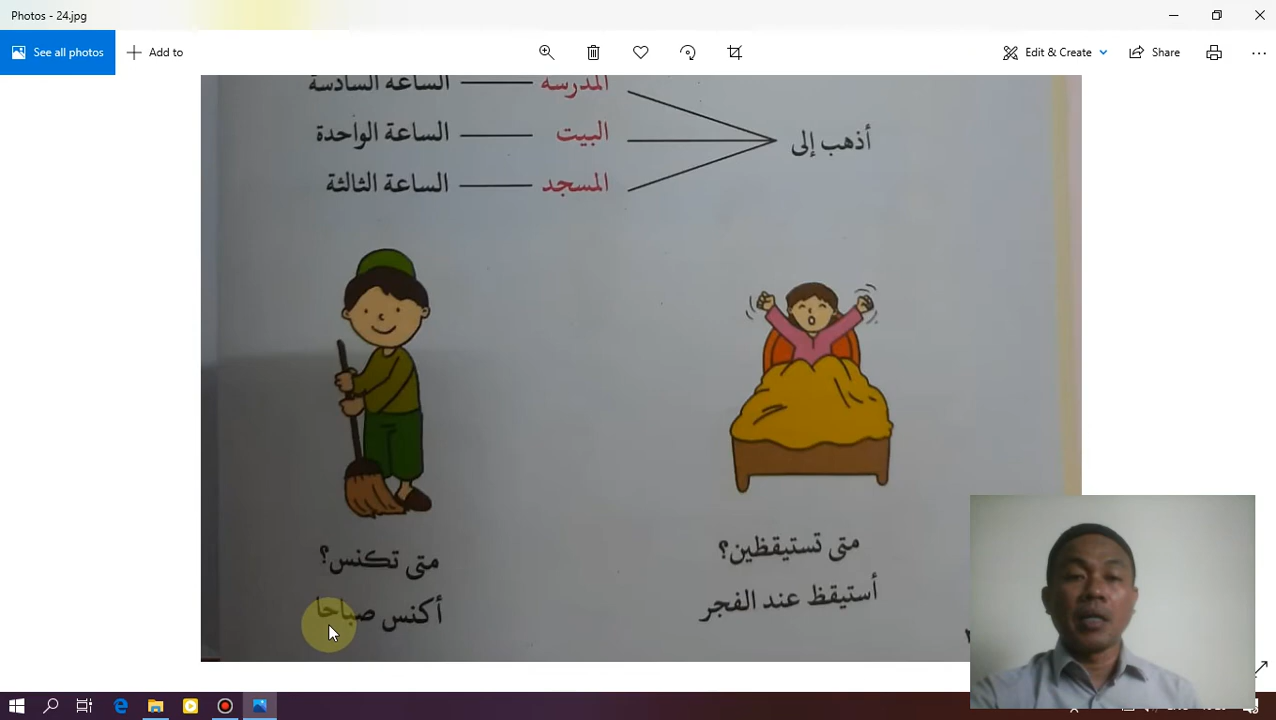 Photos - 24.jpg
See all photos
Add to
Edit & Create
Share
المدرسة الساعة السادسة
أذهب إلى البيت الساعة الواحدة
المسجد الساعة الثالثة
متى تستيقظين؟
أستيقظ عند الفجر
متى تكنس؟
أكنس صباحا